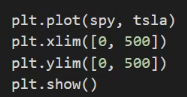 plt.plot(spy, tsla)
plt.xlim([0, 500])
plt.ylim([0, 500])
plt.show()